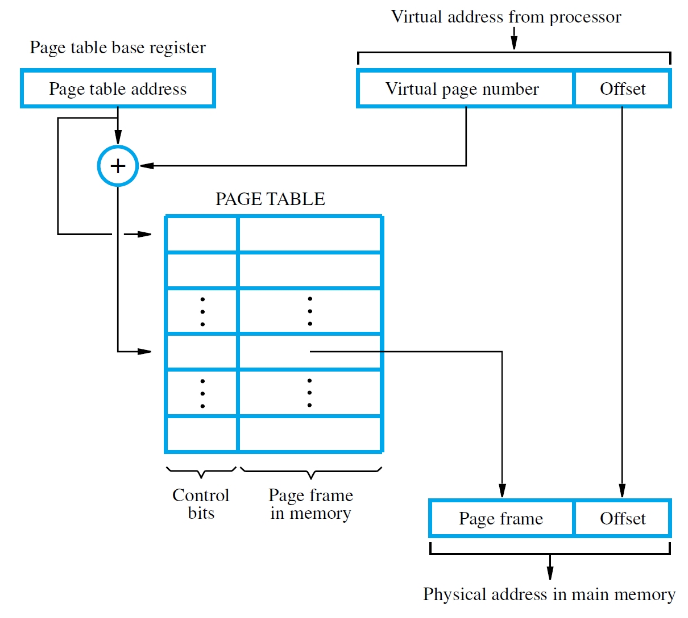 Virtual address from processor
Page table base register
Page table address
Virtual page number
Offset
+
PAGE TABLE
Control
bits
Page frame
in memory
Page frame
Offset
Physical address in main memory